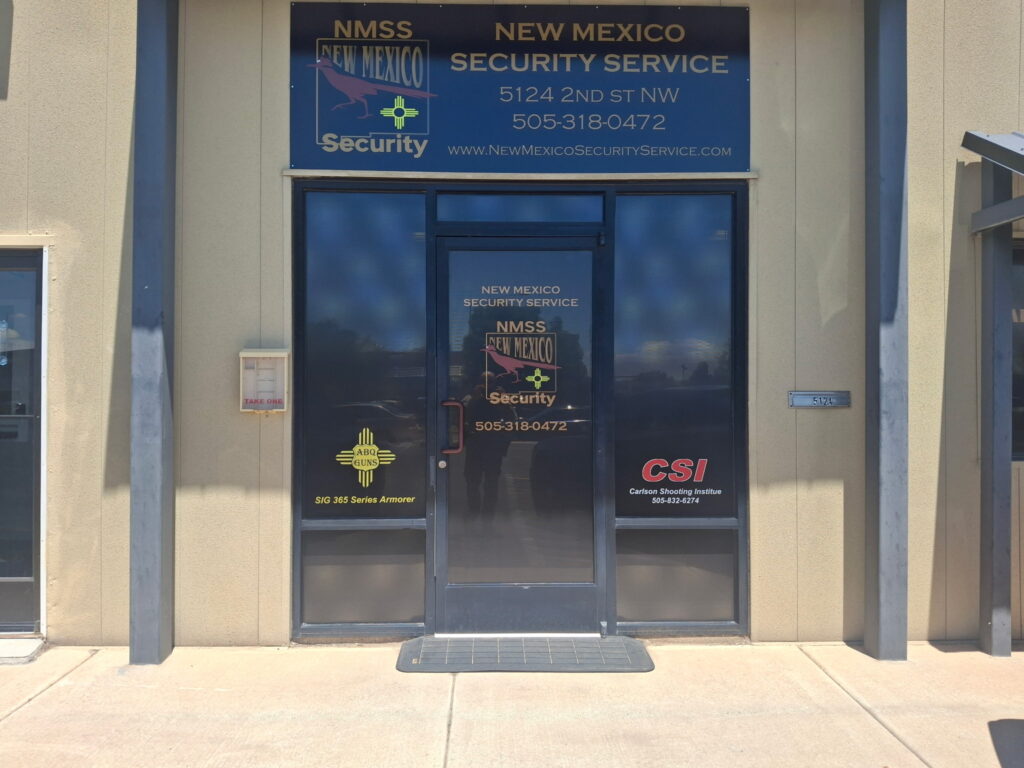 NMSS
NEW MEXICO
Security
NEW MEXICO
SECURITY SERVICE
5124 2ND ST NW
505-318-0472
WWW.NEWMEXICOSECURITYSERVICE.COM
NEW MEXICO
SECURITY SERVICE
NMSS
NEW MEXICO
Security
505-318-0472
TAKE ONE
5124
ABQ
GUNS
SIG 365 Series Armorer
CSI
Carlson Shooting Institue
505-832-6274